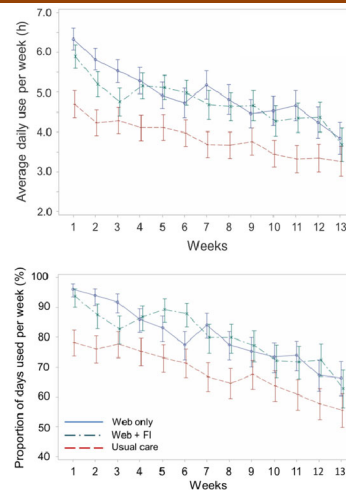 Average daily use per week (h)
7.0
6.0
5.0
4.0
3.0
2.0
1 2 3 4 5 6 7 8 9 10 11 12 13
Weeks
Proportion of days used per week (%)
100
90
80
70
60
50
40
Web only
Web + FI
Usual care
1 2 3 4 5 6 7 8 9 10 11 12 13
Weeks